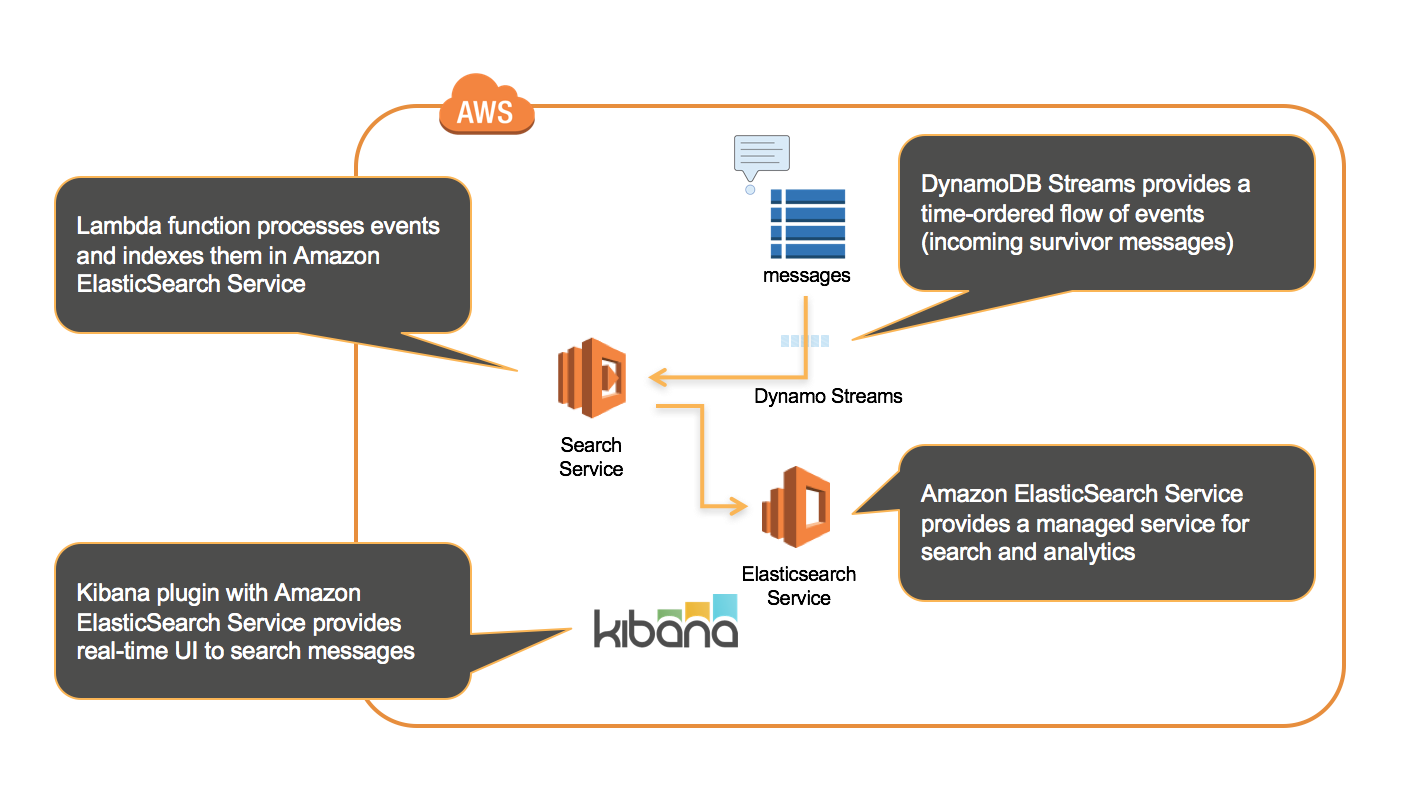 AWS
Lambda function processes events
and indexes them in Amazon
ElasticSearch Service
messages
DynamoDB Streams provides a
time-ordered flow of events
(incoming survivor messages)
Dynamo Streams
Search
Service
Amazon ElasticSearch Service
provides a managed service for
search and analytics
Elasticsearch
Service
Kibana plugin with Amazon
ElasticSearch Service provides
real-time UI to search messages
kibana